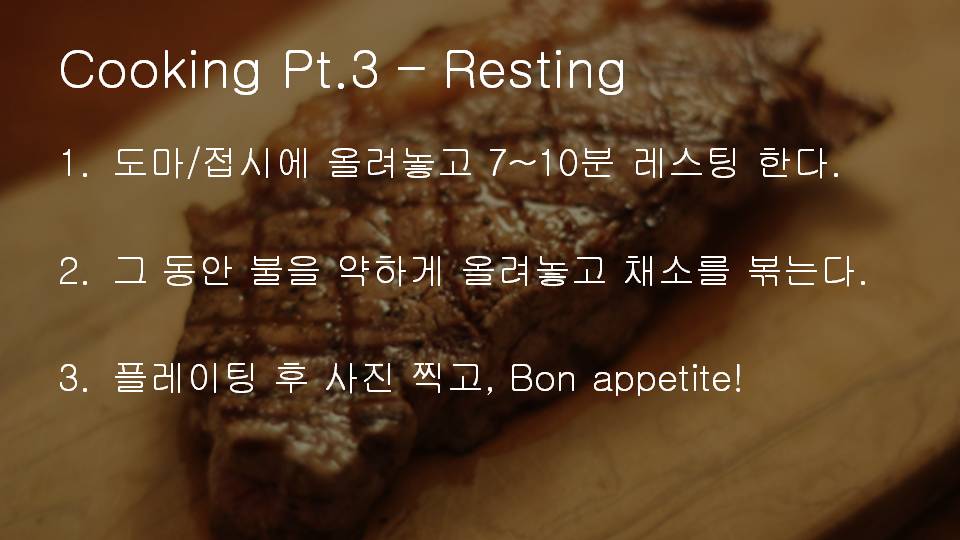 Cooking Pt.3 – Resting
1. 도마/접시에 올려놓고 7~10분 레스팅 한다.
2. 그 동안 불을 약하게 올려놓고 채소를 볶는다.
3. 플레이팅 후 사진 찍고, Bon appetite!